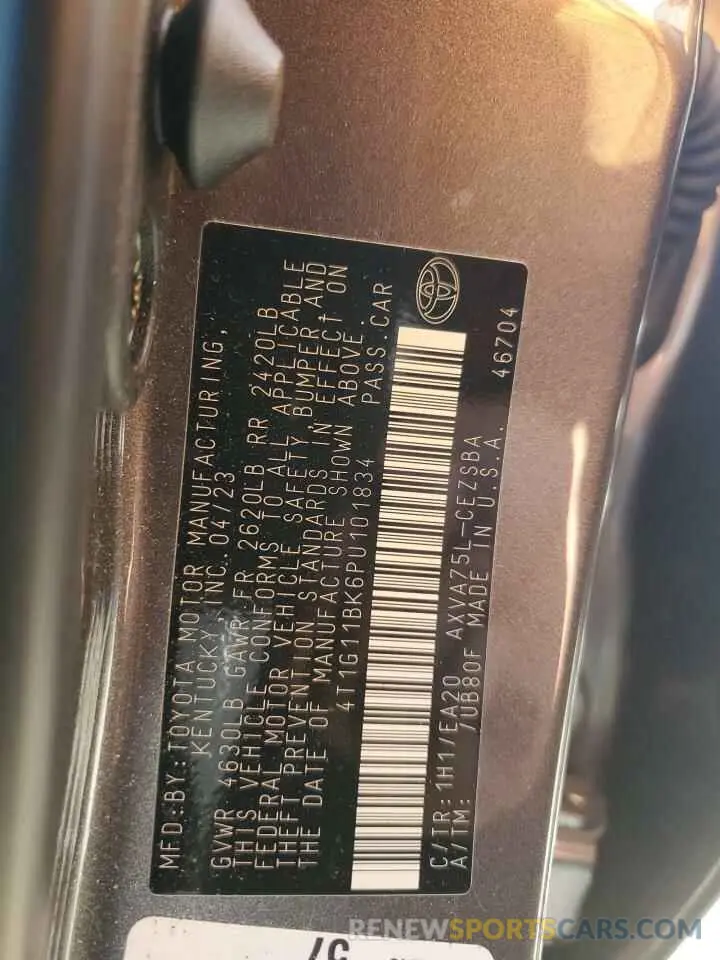 MFD.BY:TOYOTA MOTOR MANUFACTURING,
KENTUCKY, INC. 04/23
GVWR 4630LB GAWR FR 2620LB RR 2420LB
THIS VEHICLE CONFORMS TO ALL APPLICABLE
FEDERAL MOTOR VEHICLE SAFETY, BUMPER, AND
THEFT PREVENTION STANDARDS IN EFFECT ON
THE DATE OF MANUFACTURE SHOWN ABOVE.
4T1G11BK6PU101834 PASS.CAR
C/TR:1H1/EA20 AXVA75L-CEZSBA
A/TM: /UB80F MADE IN U.S.A. 46704
57
RENEWSPORTSCARS.COM